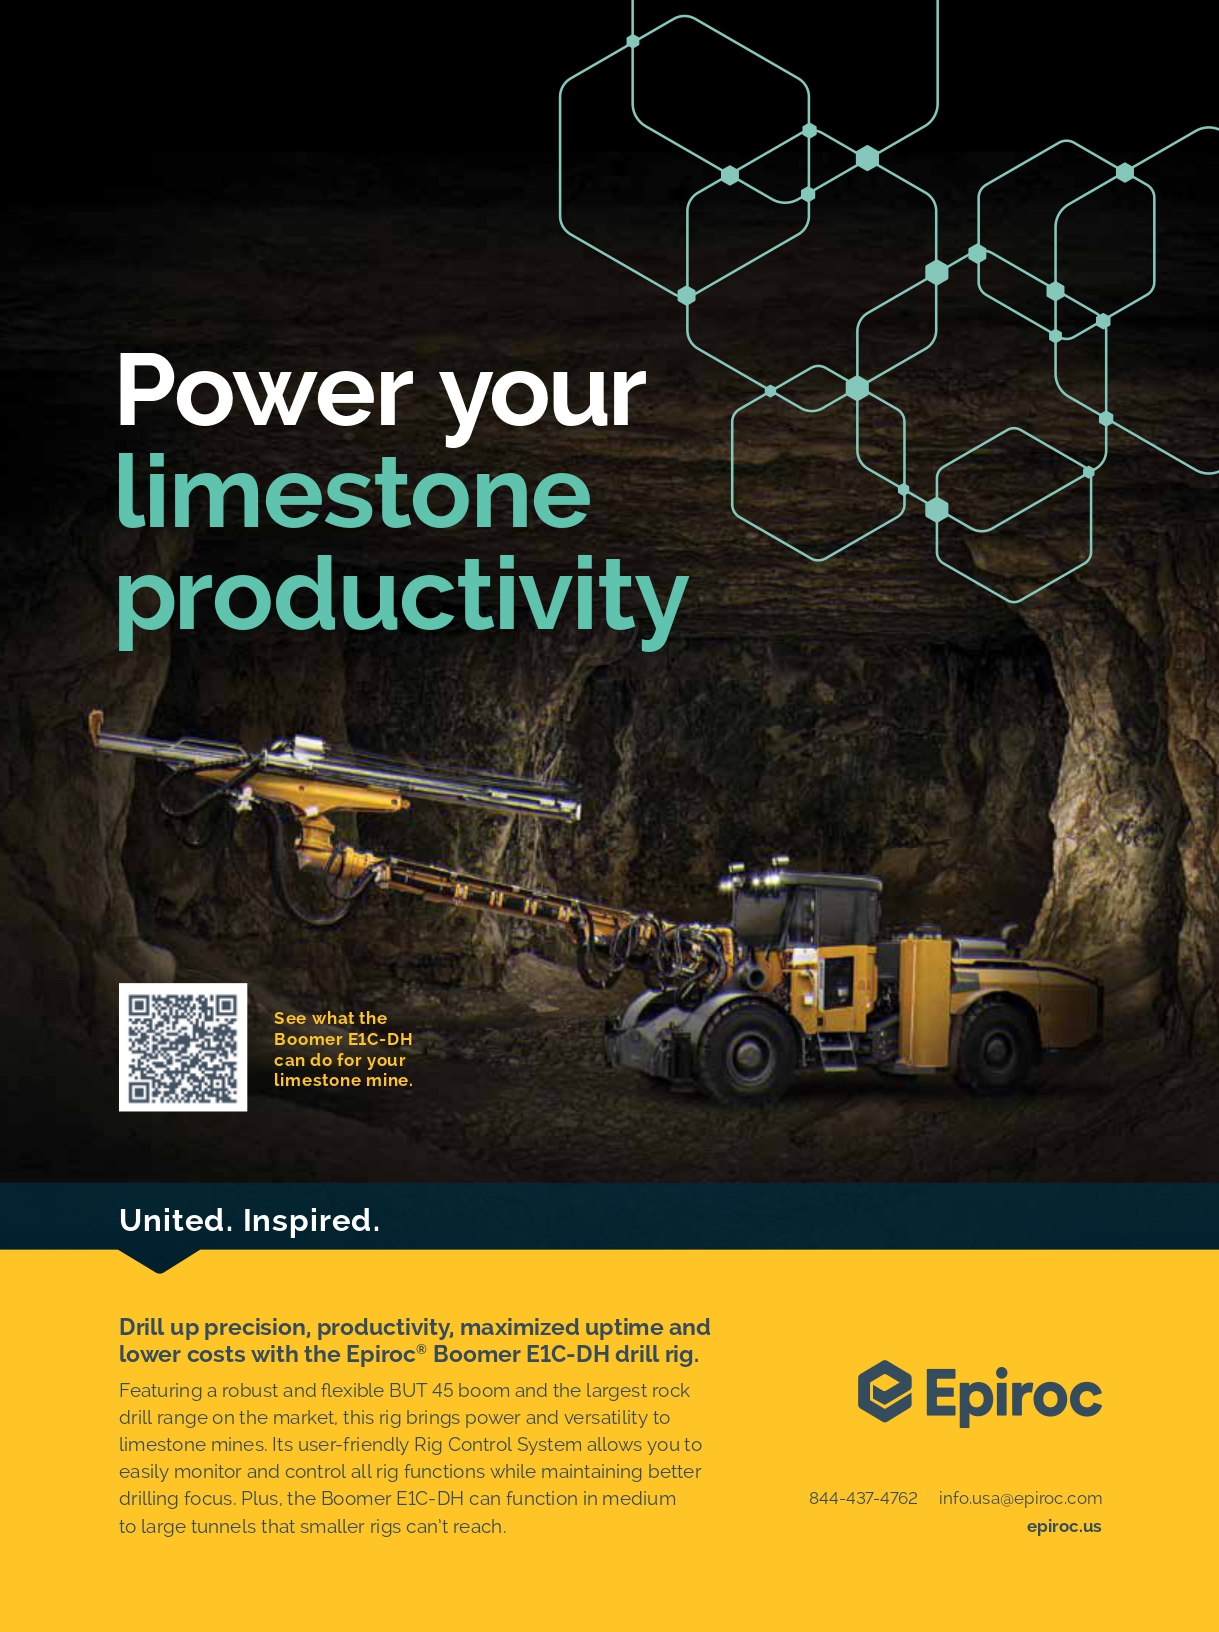 Power your
limestone
productivity
See what the
Boomer E1C-DH
can do for your
limestone mine.
United. Inspired.
Drill up precision, productivity, maximized uptime and
lower costs with the Epiroc® Boomer E1C-DH drill rig.
Featuring a robust and flexible BUT 45 boom and the largest rock
drill range on the market, this rig brings power and versatility to
limestone mines. Its user-friendly Rig Control System allows you to
easily monitor and control all rig functions while maintaining better
drilling focus. Plus, the Boomer E1C-DH can function in medium
to large tunnels that smaller rigs can't reach.
Epiroc
844-437-4762 info.usa@epiroc.com
epiroc.us